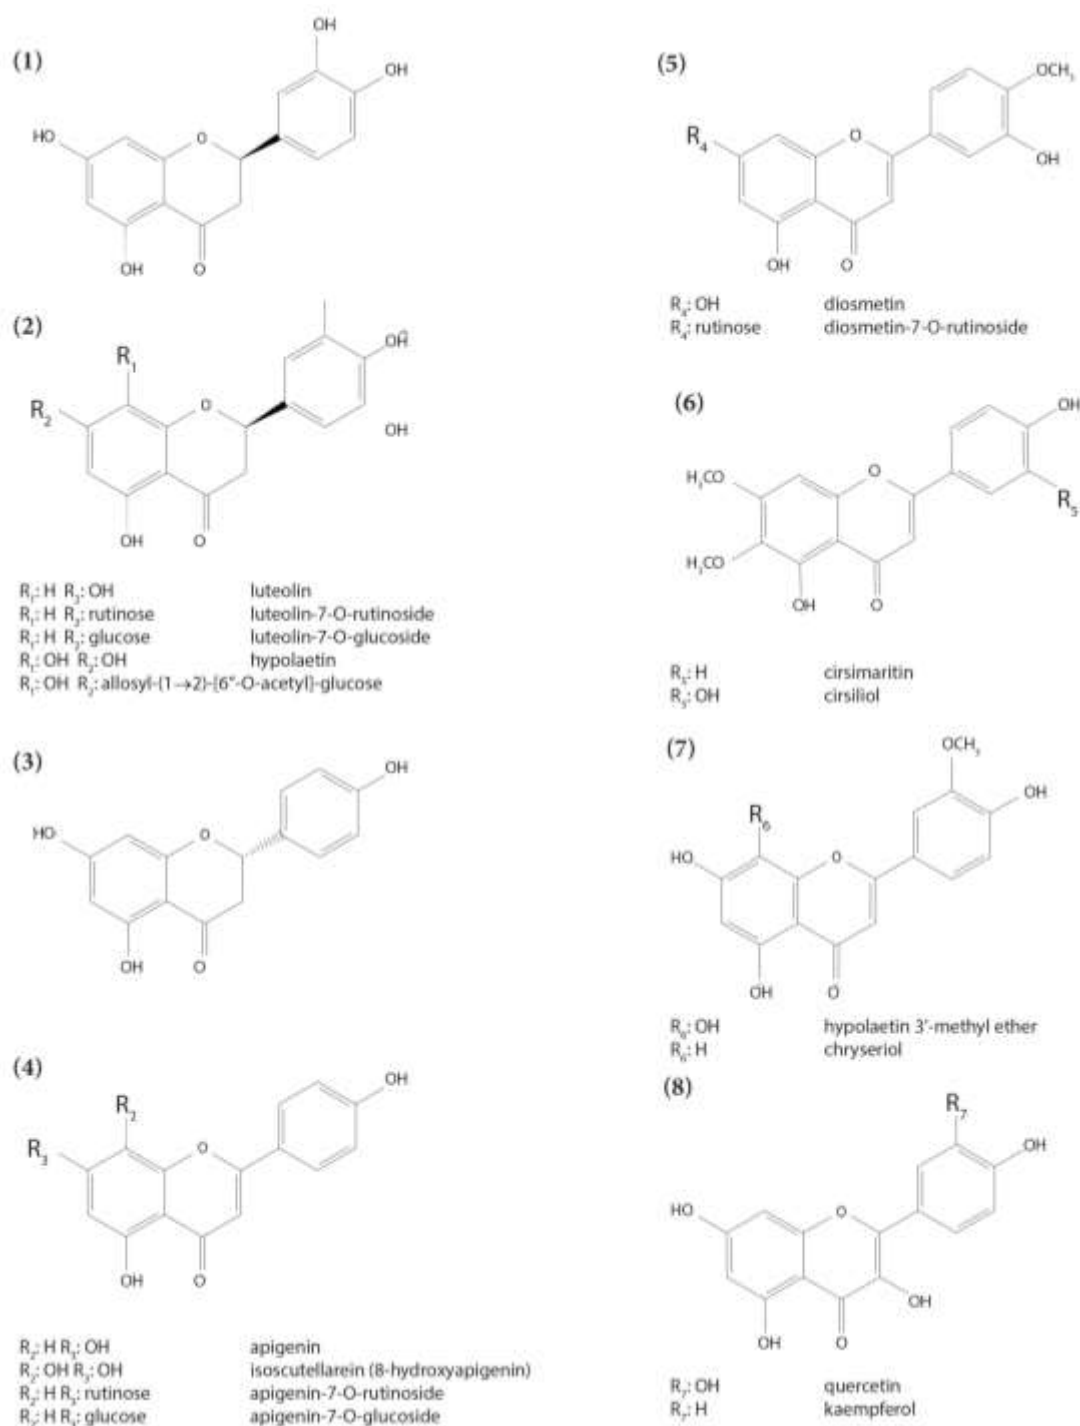 (1)
OH
OH
HO
O
OH
O
(2)
R₁
R₂
O
OH
OH
OH
O
R₁: H R₂: OH luteolin
R₁: H R₂: rutinose luteolin-7-O-rutinoside
R₁: H R₂: glucose luteolin-7-O-glucoside
R₁: OH R₂: OH hypolaetin
R₁: OH R₂: allosyl-(1→2)-[6″-O-acetyl]-glucose
(3)
OH
HO
O
OH
O
(4)
OH
R₂
R₃
O
OH
O
R₂: H R₃: OH apigenin
R₂: OH R₃: OH isoscutellarein (8-hydroxyapigenin)
R₂: H R₃: rutinose apigenin-7-O-rutinoside
R₂: H R₃: glucose apigenin-7-O-glucoside
(5)
OCH₃
R₄
O
OH
OH
O
R₄: OH diosmetin
R₄: rutinose diosmetin-7-O-rutinoside
(6)
OH
H₃CO
O
R₅
H₃CO
OH
O
R₅: H cirsimaritin
R₅: OH cirsiliol
(7)
OCH₃
OH
R₆
HO
O
OH
O
R₆: OH hypolaetin 3′-methyl ether
R₆: H chryseriol
(8)
R₇
OH
HO
O
OH
OH
O
R₇: OH quercetin
R₇: H kaempferol